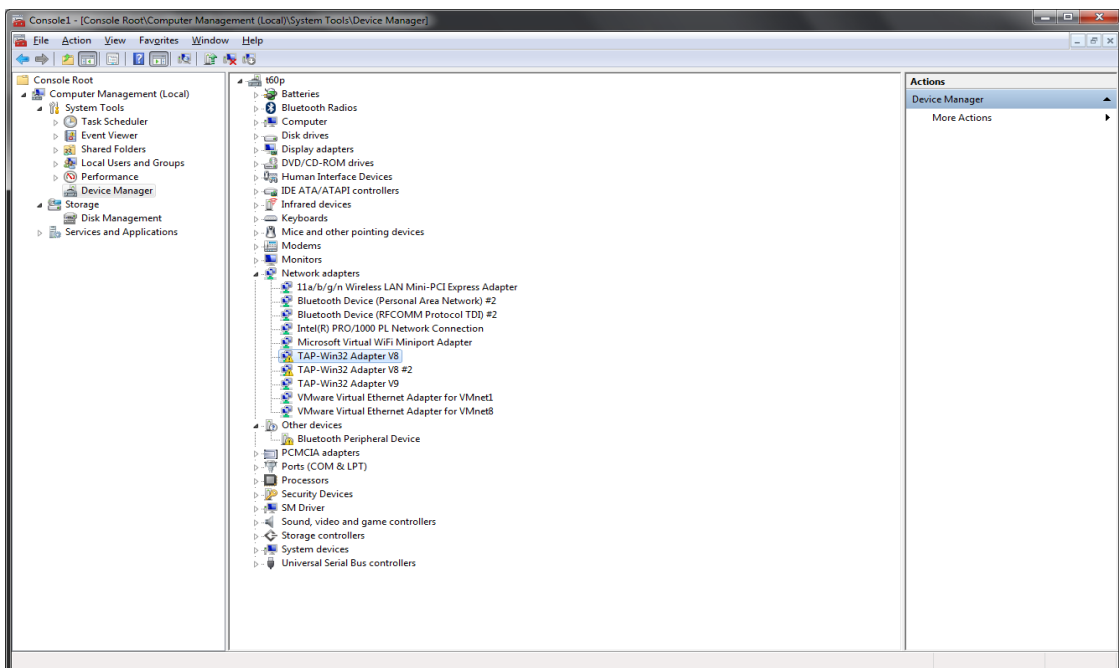 Console1 - [Console Root\Computer Management (Local)\System Tools\Device Manager]
File Action View Favorites Window Help
Console Root
Computer Management (Local)
System Tools
Task Scheduler
Event Viewer
Shared Folders
Local Users and Groups
Performance
Device Manager
Storage
Disk Management
Services and Applications
t60p
Batteries
Bluetooth Radios
Computer
Disk drives
Display adapters
DVD/CD-ROM drives
Human Interface Devices
IDE ATA/ATAPI controllers
Infrared devices
Keyboards
Mice and other pointing devices
Modems
Monitors
Network adapters
11a/b/g/n Wireless LAN Mini-PCI Express Adapter
Bluetooth Device (Personal Area Network) #2
Bluetooth Device (RFCOMM Protocol TDI) #2
Intel(R) PRO/1000 PL Network Connection
Microsoft Virtual WiFi Miniport Adapter
TAP-Win32 Adapter V8
TAP-Win32 Adapter V8 #2
TAP-Win32 Adapter V9
VMware Virtual Ethernet Adapter for VMnet1
VMware Virtual Ethernet Adapter for VMnet8
Other devices
Bluetooth Peripheral Device
PCMCIA adapters
Ports (COM & LPT)
Processors
Security Devices
SM Driver
Sound, video and game controllers
Storage controllers
System devices
Universal Serial Bus controllers
Actions
Device Manager
More Actions